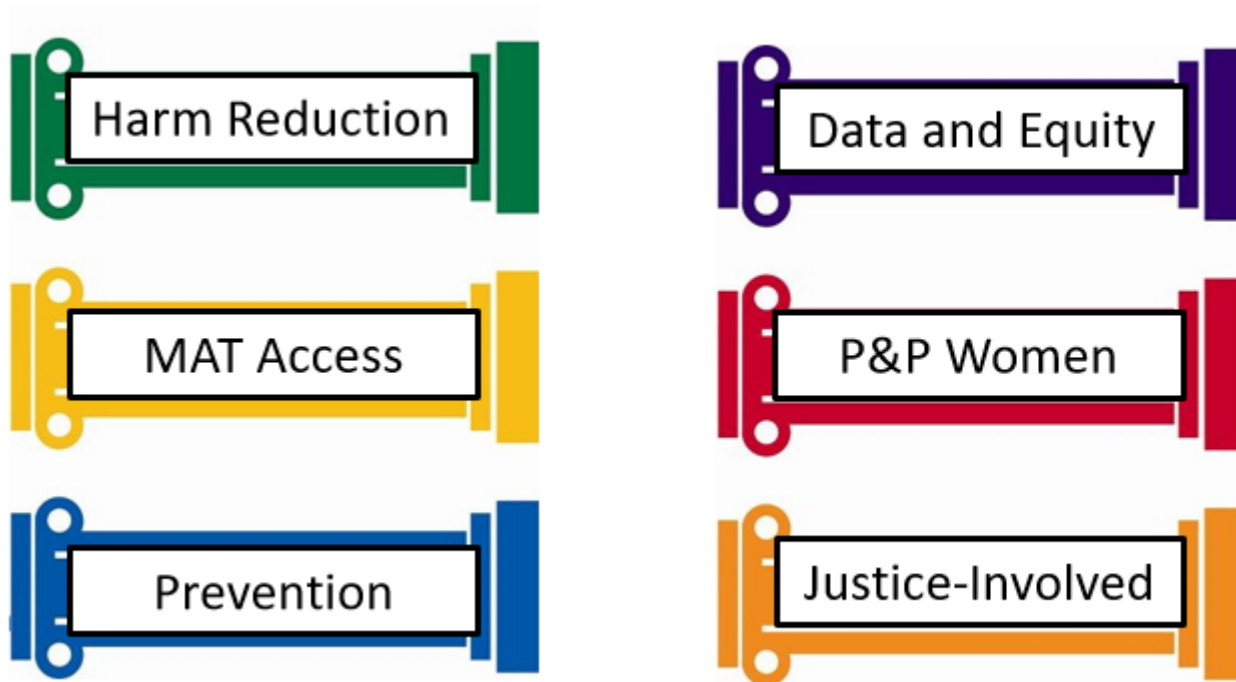 Harm Reduction
Data and Equity
MAT Access
P&P Women
Prevention
Justice-Involved